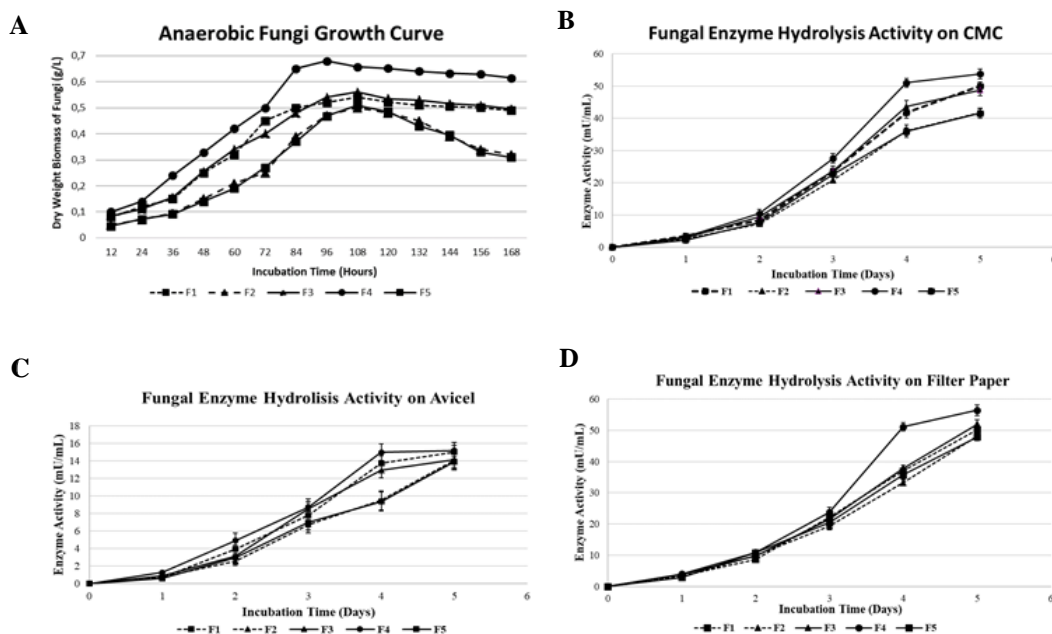 A
Anaerobic Fungi Growth Curve
Dry Weight Biomass of Fungi (g/L)
0,7
0,6
0,5
0,4
0,3
0,2
0,1
0
12 24 36 48 60 72 84 96 108 120 132 144 156 168
Incubation Time (Hours)
F1 F2 F3 F4 F5
B
Fungal Enzyme Hydrolysis Activity on CMC
Enzyme Activity (mU/mL)
60
50
40
30
20
10
0
0 1 2 3 4 5 6
Incubation Time (Days)
F1 F2 F3 F4 F5
C
Fungal Enzyme Hydrolisis Activity on Avicel
Enzyme Activity (mU/mL)
18
16
14
12
10
8
6
4
2
0
0 1 2 3 4 5 6
Incubation Time (Days)
F1 F2 F3 F4 F5
D
Fungal Enzyme Hydrolysis Activity on Filter Paper
Enzyme Activity (mU/mL)
60
50
40
30
20
10
0
0 1 2 3 4 5 6
Incubation Time (Days)
F1 F2 F3 F4 F5